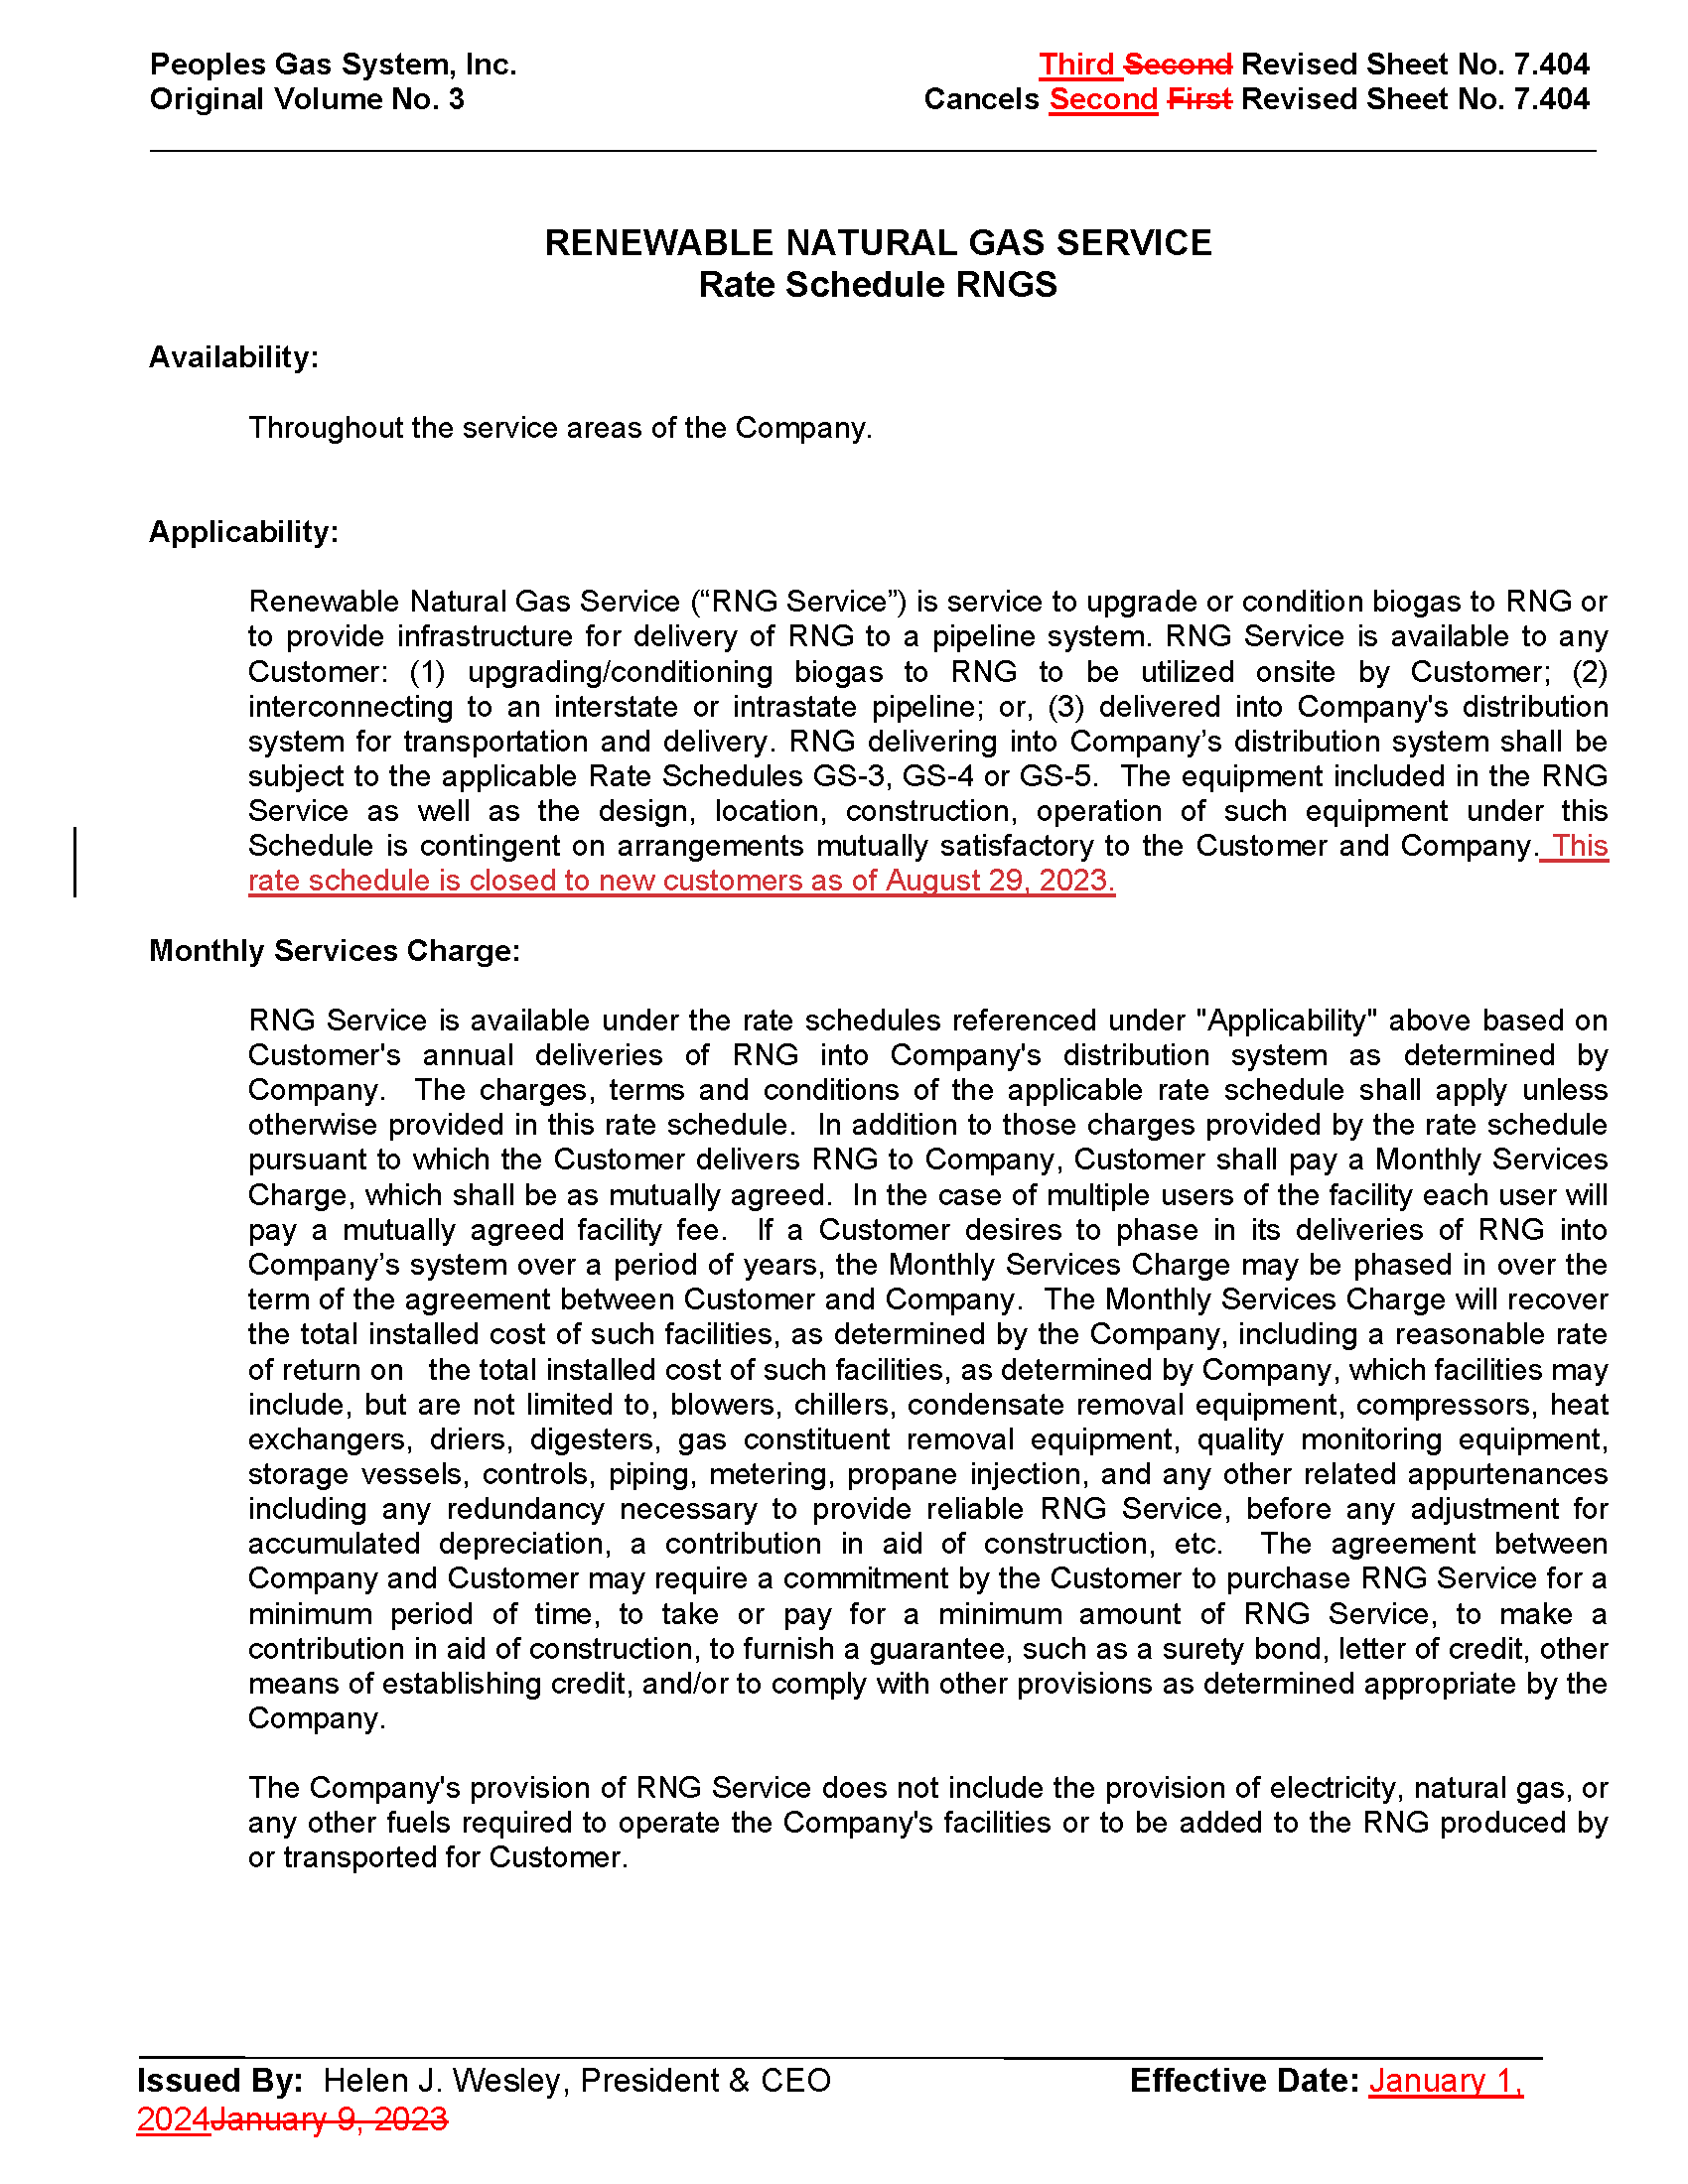 Peoples Gas System, Inc.
Original Volume No. 3
Third Second Revised Sheet No. 7.404
Cancels Second First Revised Sheet No. 7.404
RENEWABLE NATURAL GAS SERVICE
Rate Schedule RNGS
Availability:
Throughout the service areas of the Company.
Applicability:
Renewable Natural Gas Service (“RNG Service”) is service to upgrade or condition biogas to RNG or
to provide infrastructure for delivery of RNG to a pipeline system. RNG Service is available to any
Customer: (1) upgrading/conditioning biogas to RNG to be utilized onsite by Customer; (2)
interconnecting to an interstate or intrastate pipeline; or, (3) delivered into Company's distribution
system for transportation and delivery. RNG delivering into Company’s distribution system shall be
subject to the applicable Rate Schedules GS-3, GS-4 or GS-5. The equipment included in the RNG
Service as well as the design, location, construction, operation of such equipment under this
Schedule is contingent on arrangements mutually satisfactory to the Customer and Company. This
rate schedule is closed to new customers as of August 29, 2023.
Monthly Services Charge:
RNG Service is available under the rate schedules referenced under "Applicability" above based on
Customer's annual deliveries of RNG into Company's distribution system as determined by
Company. The charges, terms and conditions of the applicable rate schedule shall apply unless
otherwise provided in this rate schedule. In addition to those charges provided by the rate schedule
pursuant to which the Customer delivers RNG to Company, Customer shall pay a Monthly Services
Charge, which shall be as mutually agreed. In the case of multiple users of the facility each user will
pay a mutually agreed facility fee. If a Customer desires to phase in its deliveries of RNG into
Company’s system over a period of years, the Monthly Services Charge may be phased in over the
term of the agreement between Customer and Company. The Monthly Services Charge will recover
the total installed cost of such facilities, as determined by the Company, including a reasonable rate
of return on the total installed cost of such facilities, as determined by Company, which facilities may
include, but are not limited to, blowers, chillers, condensate removal equipment, compressors, heat
exchangers, driers, digesters, gas constituent removal equipment, quality monitoring equipment,
storage vessels, controls, piping, metering, propane injection, and any other related appurtenances
including any redundancy necessary to provide reliable RNG Service, before any adjustment for
accumulated depreciation, a contribution in aid of construction, etc. The agreement between
Company and Customer may require a commitment by the Customer to purchase RNG Service for a
minimum period of time, to take or pay for a minimum amount of RNG Service, to make a
contribution in aid of construction, to furnish a guarantee, such as a surety bond, letter of credit, other
means of establishing credit, and/or to comply with other provisions as determined appropriate by the
Company.
The Company's provision of RNG Service does not include the provision of electricity, natural gas, or
any other fuels required to operate the Company's facilities or to be added to the RNG produced by
or transported for Customer.
Issued By: Helen J. Wesley, President & CEO Effective Date: January 1,
2024January 9, 2023